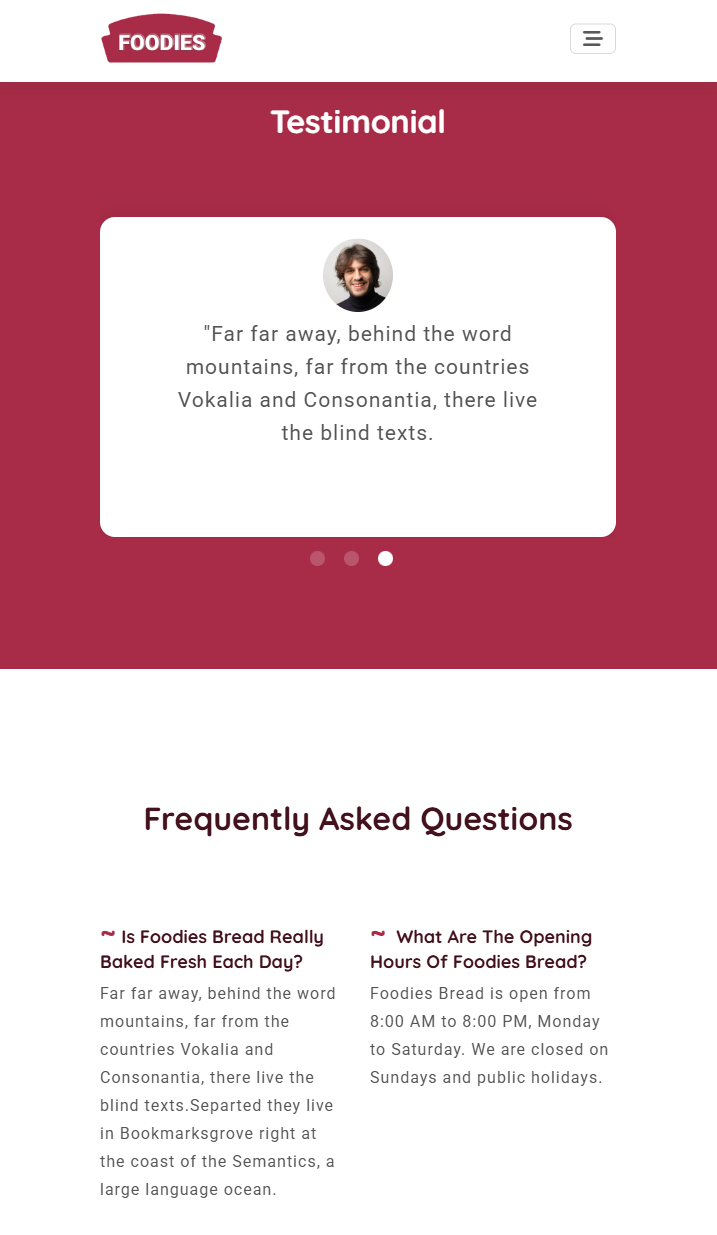 FOODIES
Testimonial
"Far far away, behind the word
mountains, far from the countries
Vokalia and Consonantia, there live
the blind texts.
Frequently Asked Questions
~ Is Foodies Bread Really
Baked Fresh Each Day?
Far far away, behind the word
mountains, far from the
countries Vokalia and
Consonantia, there live the
blind texts.Separted they live
in Bookmarksgrove right at
the coast of the Semantics, a
large language ocean.
~ What Are The Opening
Hours Of Foodies Bread?
Foodies Bread is open from
8:00 AM to 8:00 PM, Monday
to Saturday. We are closed on
Sundays and public holidays.